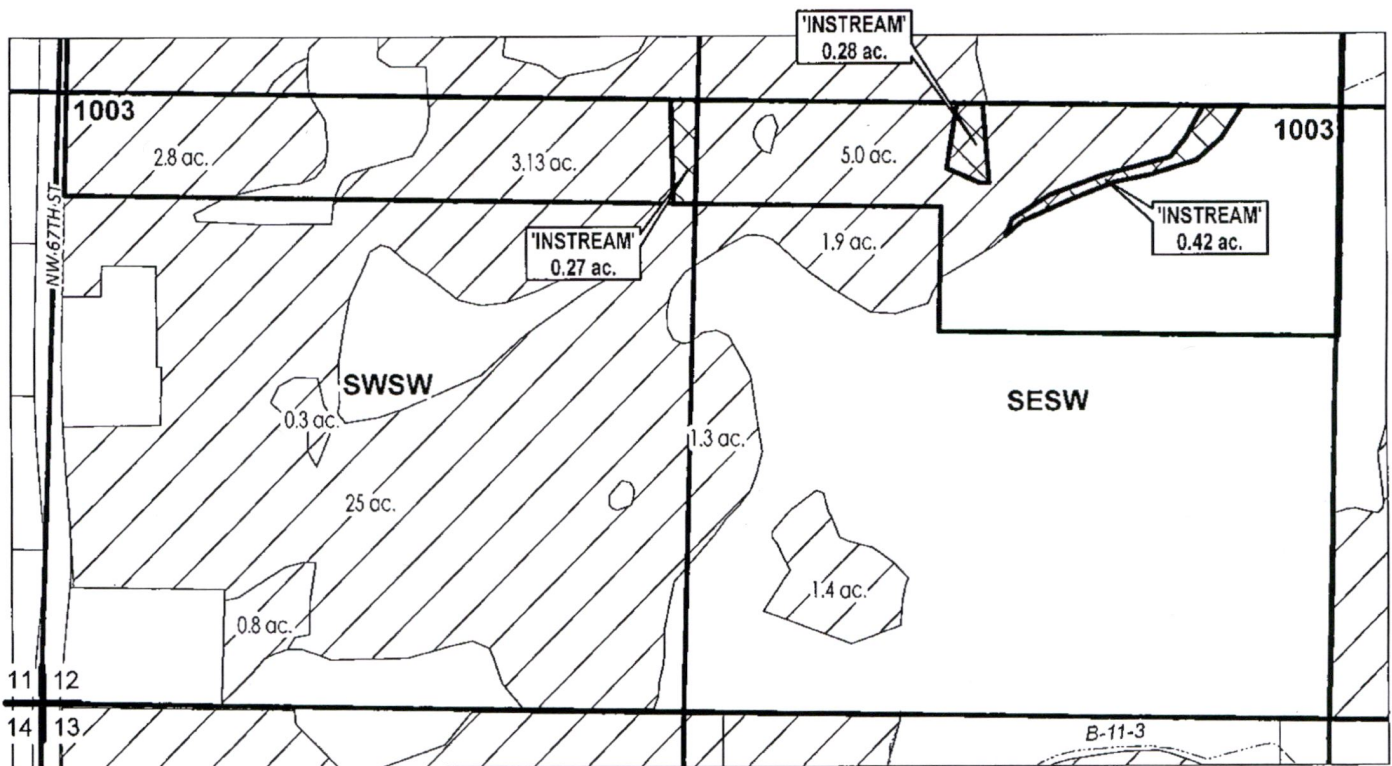 'INSTREAM'
0.28 ac.
1003
1003
2.8 ac.
3.13 ac.
5.0 ac.
NW 67TH ST
'INSTREAM'
0.27 ac.
1.9 ac.
'INSTREAM'
0.42 ac.
SWSW
SESW
0.3 ac.
1.3 ac.
25 ac.
1.4 ac.
0.8 ac.
11 12
14 13
B-11-3